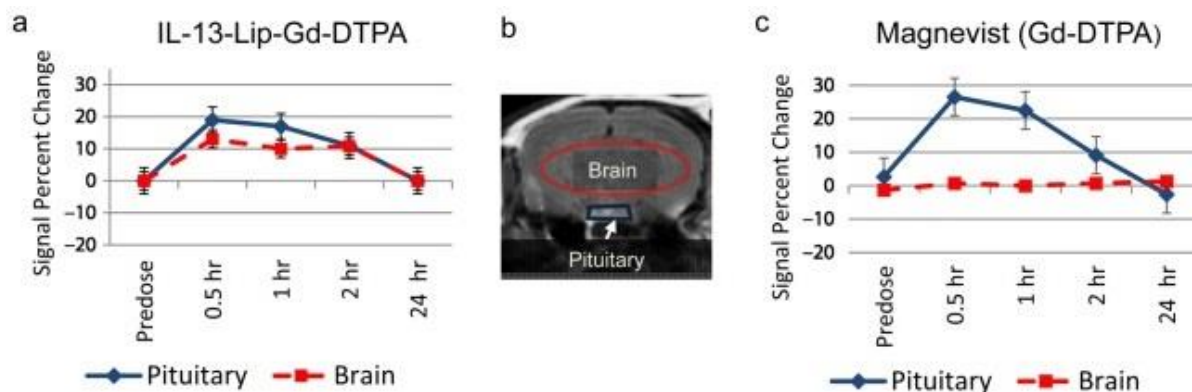 a
IL-13-Lip-Gd-DTPA
Signal Percent Change
30
20
10
0
−10
−20
Predose
0.5 hr
1 hr
2 hr
24 hr
Pituitary
Brain
b
Brain
Pituitary
c
Magnevist (Gd-DTPA)
Signal Percent Change
30
20
10
0
−10
−20
Predose
0.5 hr
1 hr
2 hr
24 hr
Pituitary
Brain